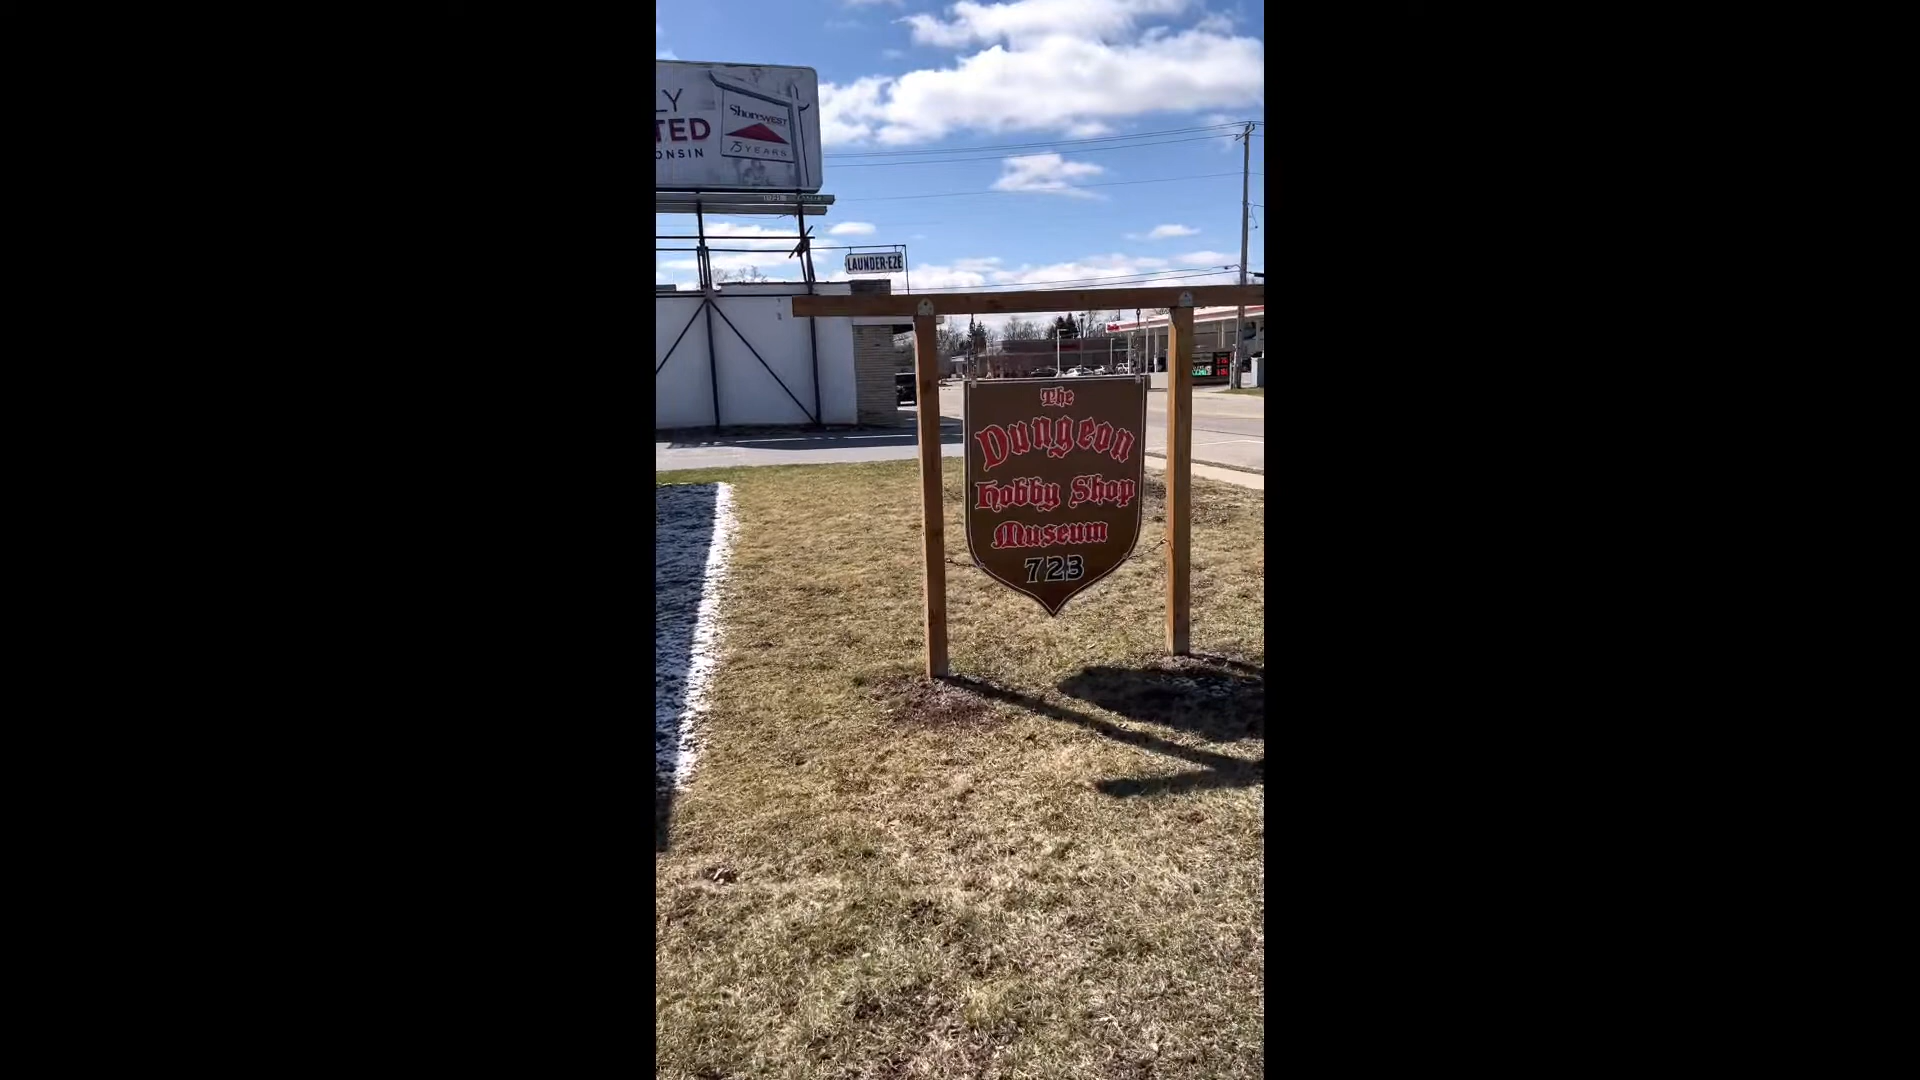 LY
TED
ONSIN
Shorewest
75 YEARS
LAUNDER-EZE
The
Dungeon
Hobby Shop
Museum
723